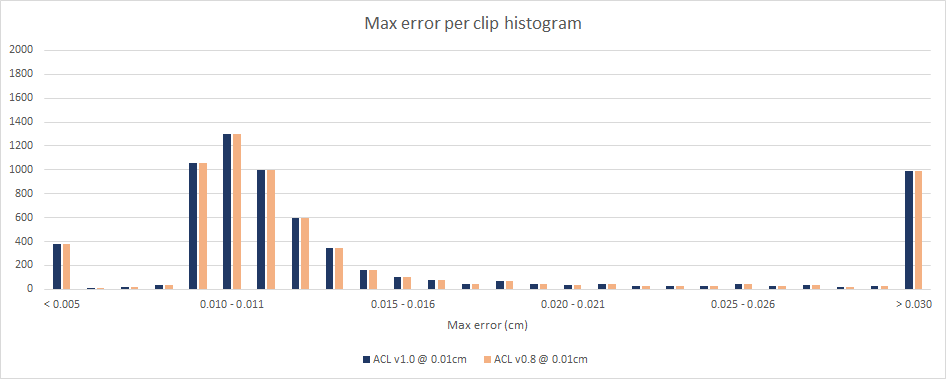 Max error per clip histogram
2000
1800
1600
1400
1200
1000
800
600
400
200
0
< 0.005 0.010 - 0.011 0.015 - 0.016 0.020 - 0.021 0.025 - 0.026 > 0.030
Max error (cm)
ACL v1.0 @ 0.01cm ACL v0.8 @ 0.01cm